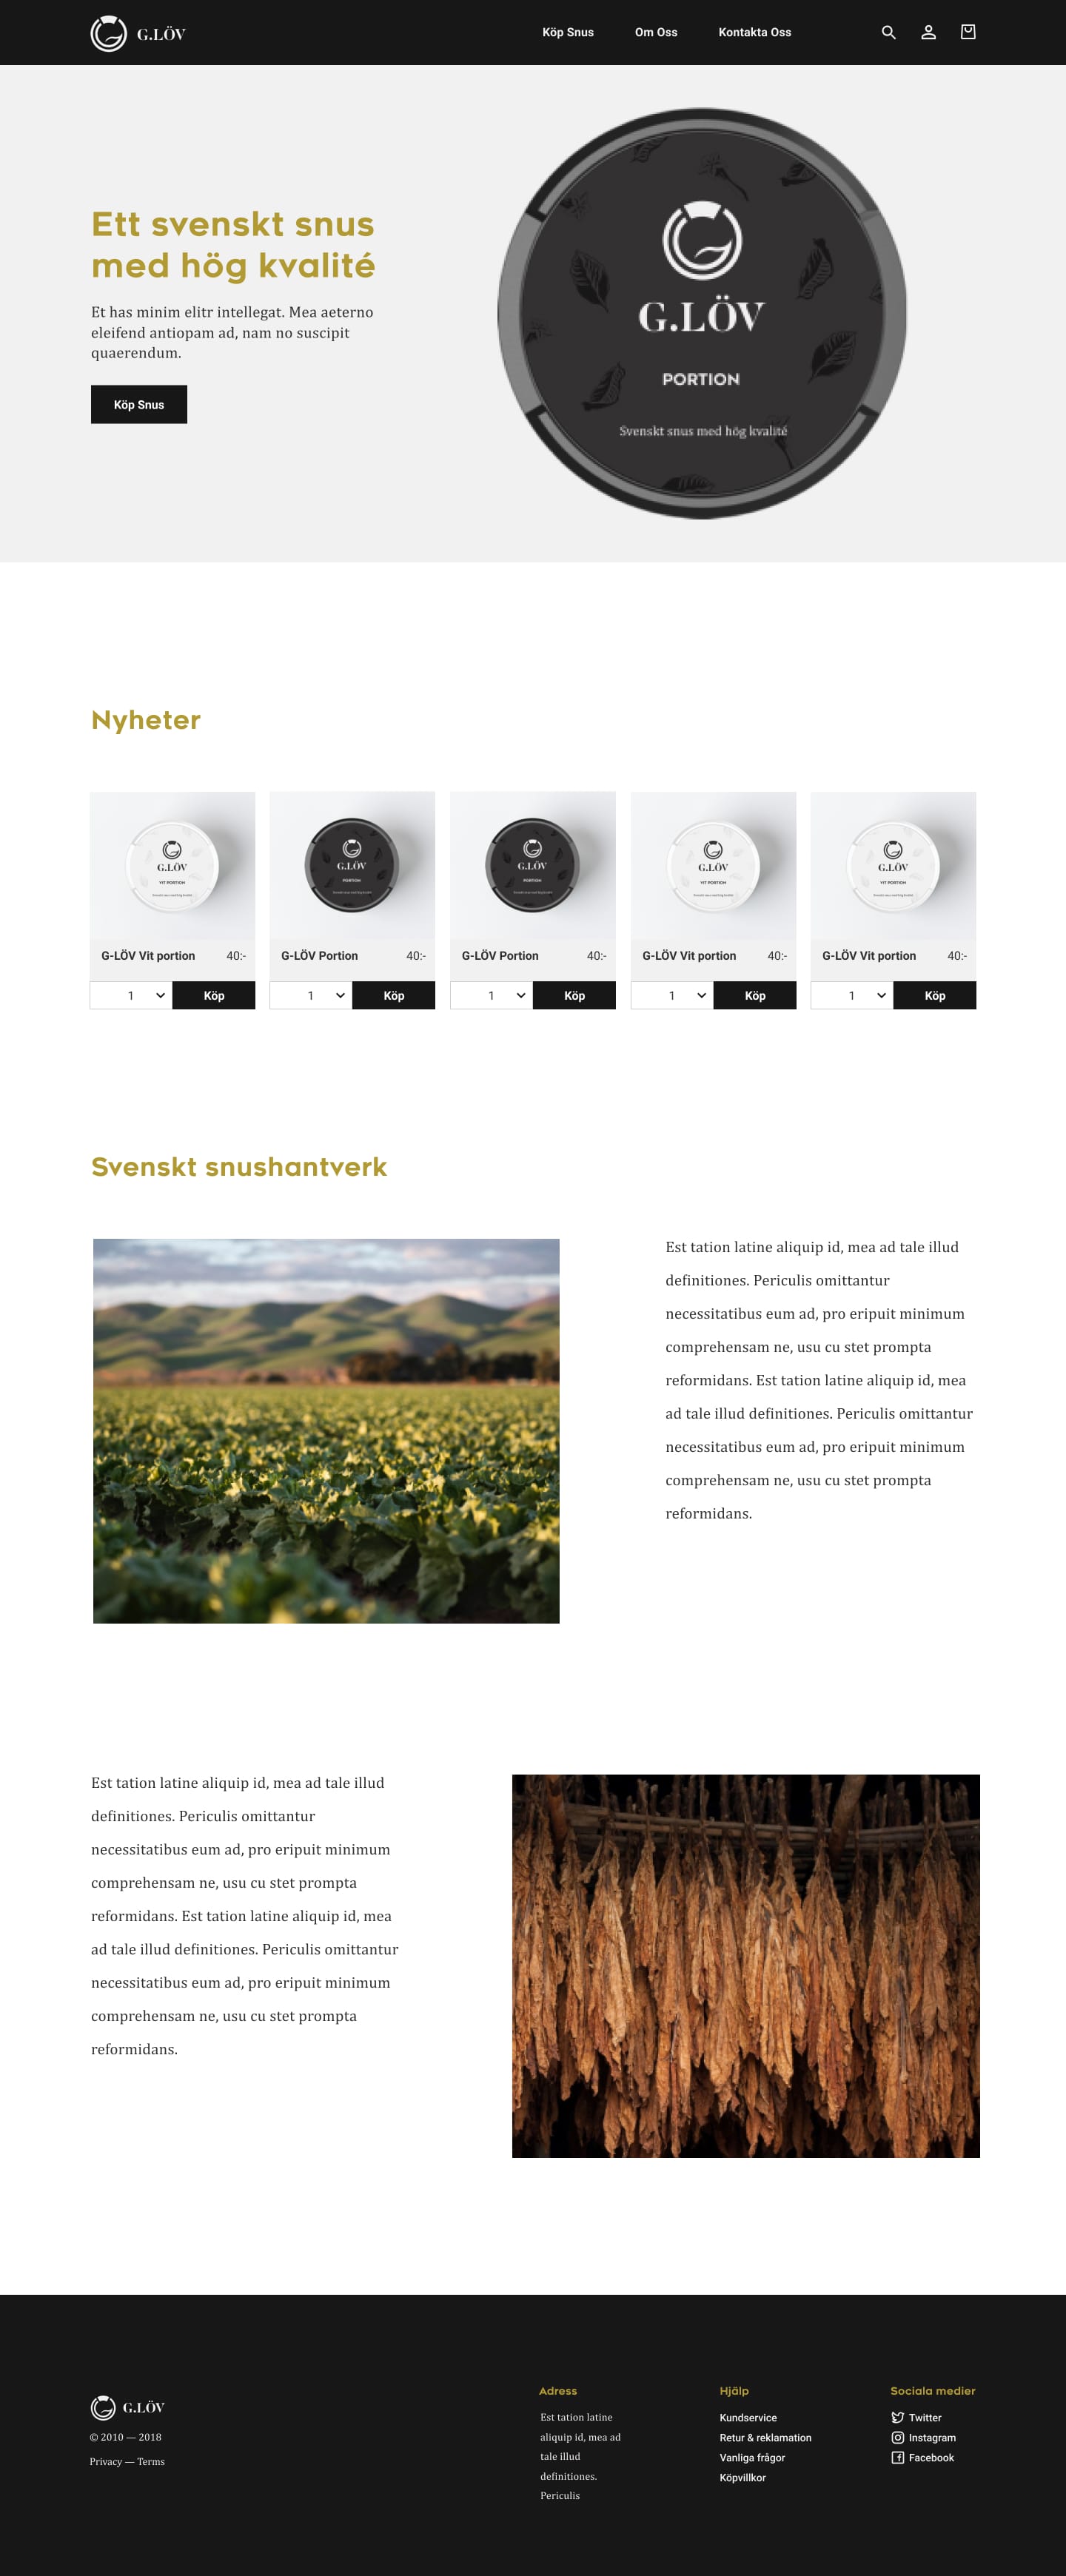 G.LÖV
Köp Snus
Om Oss
Kontakta Oss
Ett svenskt snus
med hög kvalité
Et has minim elitr intellegat. Mea aeterno
eleifend antiopam ad, nam no suscipit
quaerendum.
Köp Snus
G.LÖV
PORTION
Svenskt snus med hög kvalité
Nyheter
G.LÖV
VIT PORTION
G.LÖV
PORTION
G.LÖV
PORTION
G.LÖV
VIT PORTION
G.LÖV
VIT PORTION
G-LÖV Vit portion 40:-
G-LÖV Portion 40:-
G-LÖV Portion 40:-
G-LÖV Vit portion 40:-
G-LÖV Vit portion 40:-
1 Köp
1 Köp
1 Köp
1 Köp
1 Köp
Svenskt snushantverk
Est tation latine aliquip id, mea ad tale illud
definitiones. Periculis omittantur
necessitatibus eum ad, pro eripuit minimum
comprehensam ne, usu cu stet prompta
reformidans. Est tation latine aliquip id, mea
ad tale illud definitiones. Periculis omittantur
necessitatibus eum ad, pro eripuit minimum
comprehensam ne, usu cu stet prompta
reformidans.
Est tation latine aliquip id, mea ad tale illud
definitiones. Periculis omittantur
necessitatibus eum ad, pro eripuit minimum
comprehensam ne, usu cu stet prompta
reformidans. Est tation latine aliquip id, mea
ad tale illud definitiones. Periculis omittantur
necessitatibus eum ad, pro eripuit minimum
comprehensam ne, usu cu stet prompta
reformidans.
G.LÖV
© 2010 — 2018
Privacy — Terms
Adress
Est tation latine
aliquip id, mea ad
tale illud
definitiones.
Periculis
Hjälp
Kundservice
Retur & reklamation
Vanliga frågor
Köpvillkor
Sociala medier
Twitter
Instagram
Facebook